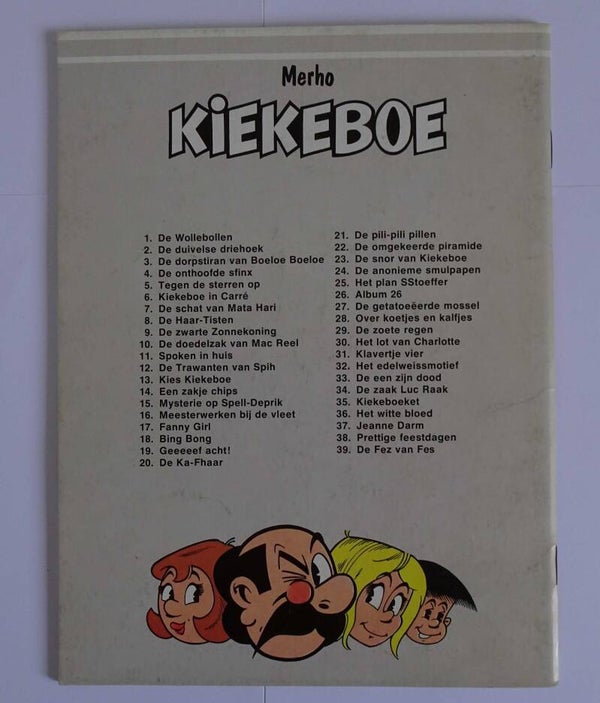 Merho
KIEKEBOE
1. De Wollebollen
2. De duivelse driehoek
3. De dorpstiran van Boeloe Boeloe
4. De onthoofde sfinx
5. Tegen de sterren op
6. Kiekeboe in Carré
7. De schat van Mata Hari
8. De Haar-Tisten
9. De zwarte Zonnekoning
10. De doedelzak van Mac Reel
11. Spoken in huis
12. De Trawanten van Spih
13. Kies Kiekeboe
14. Een zakje chips
15. Mysterie op Spell-Deprik
16. Meesterwerken bij de vleet
17. Fanny Girl
18. Bing Bong
19. Geeeeef acht!
20. De Ka-Fhaar
21. De pili-pili pillen
22. De omgekeerde piramide
23. De snor van Kiekeboe
24. De anonieme smulpapen
25. Het plan SStoeffer
26. Album 26
27. De getatoeëerde mossel
28. Over koetjes en kalfjes
29. De zoete regen
30. Het lot van Charlotte
31. Klavertje vier
32. Het edelweissmotief
33. De een zijn dood
34. De zaak Luc Raak
35. Kiekeboeket
36. Het witte bloed
37. Jeanne Darm
38. Prettige feestdagen
39. De Fez van Fes